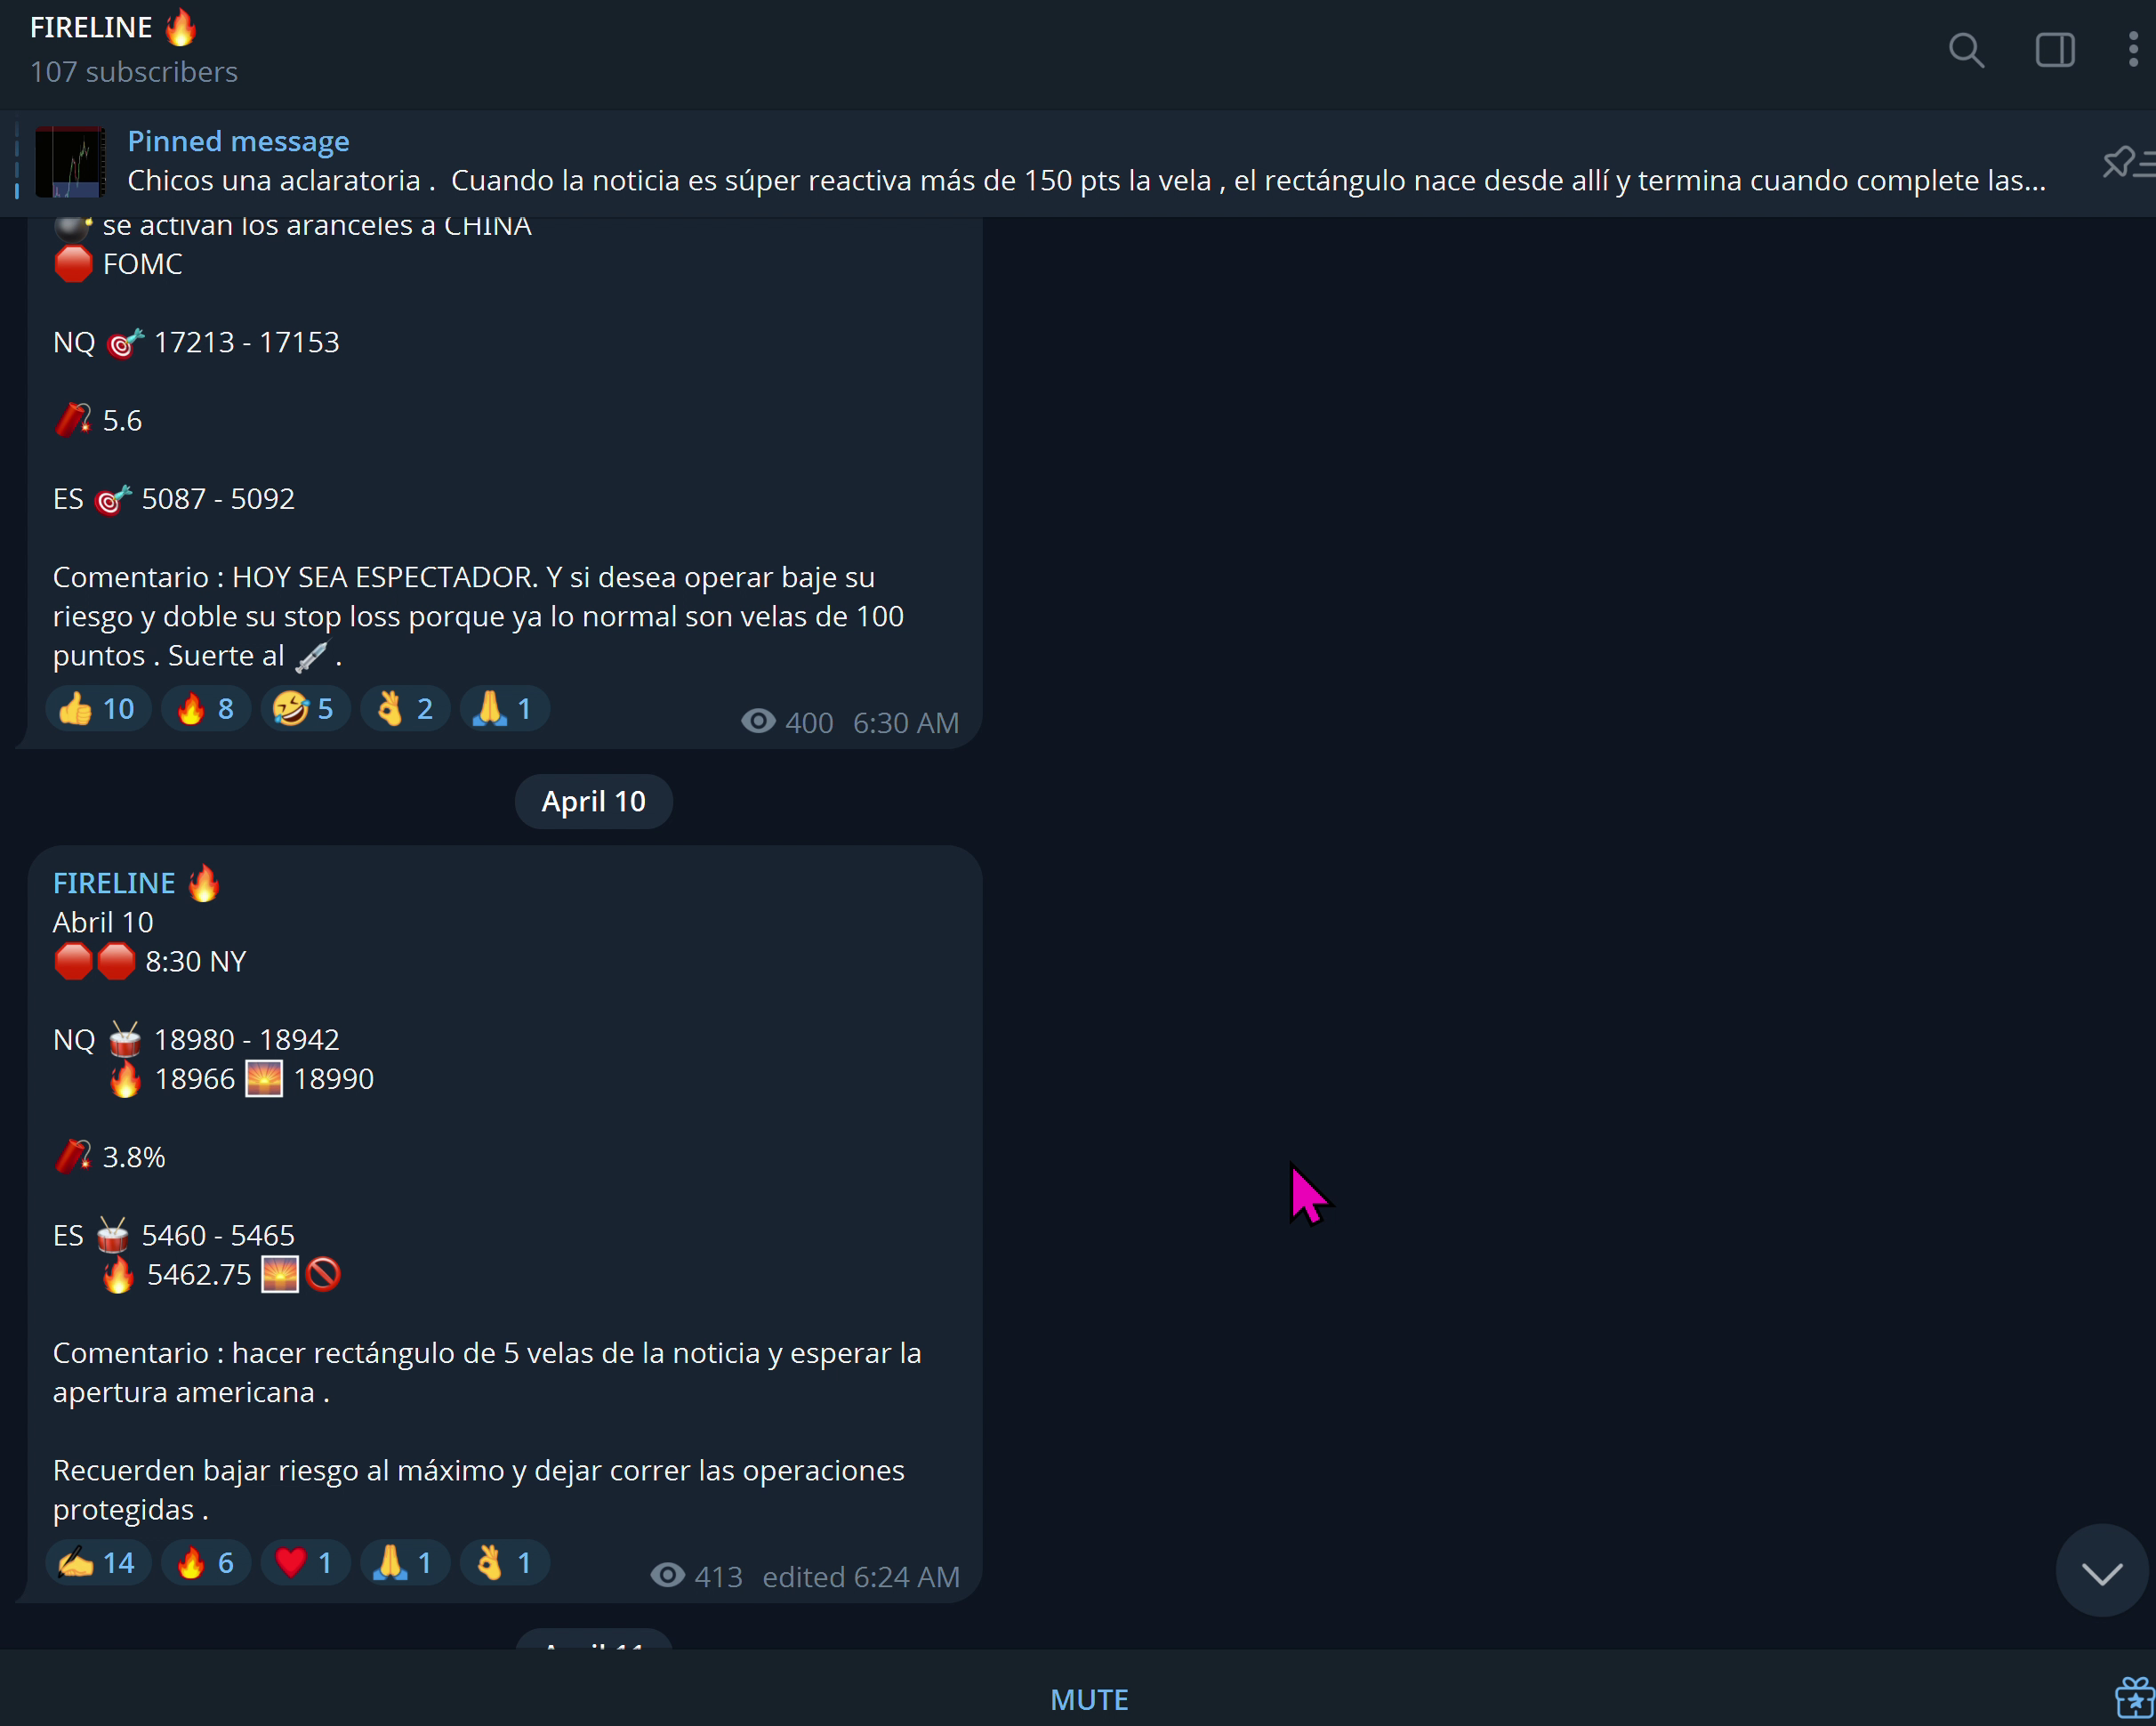 FIRELINE 🔥
107 subscribers
Pinned message
Chicos una aclaratoria . Cuando la noticia es súper reactiva más de 150 pts la vela , el rectángulo nace desde allí y termina cuando complete las...
💣 se activan los aranceles a CHINA
🛑 FOMC
NQ 🎯 17213 - 17153
🧨 5.6
ES 🎯 5087 - 5092
Comentario : HOY SEA ESPECTADOR. Y si desea operar baje su
riesgo y doble su stop loss porque ya lo normal son velas de 100
puntos . Suerte al 🚀 .
👍 10 🔥 8 🤣 5 👌 2 🙏 1
400 6:30 AM
April 10
FIRELINE 🔥
Abril 10
🛑🛑 8:30 NY
NQ 🥁 18980 - 18942
🔥 18966 🌅 18990
🧨 3.8%
ES 🥁 5460 - 5465
🔥 5462.75 🌅🚫
Comentario : hacer rectángulo de 5 velas de la noticia y esperar la
apertura americana .
Recuerden bajar riesgo al máximo y dejar correr las operaciones
protegidas .
✍️ 14 🔥 6 ❤️ 1 🙏 1 👌 1
413 edited 6:24 AM
April 11
MUTE